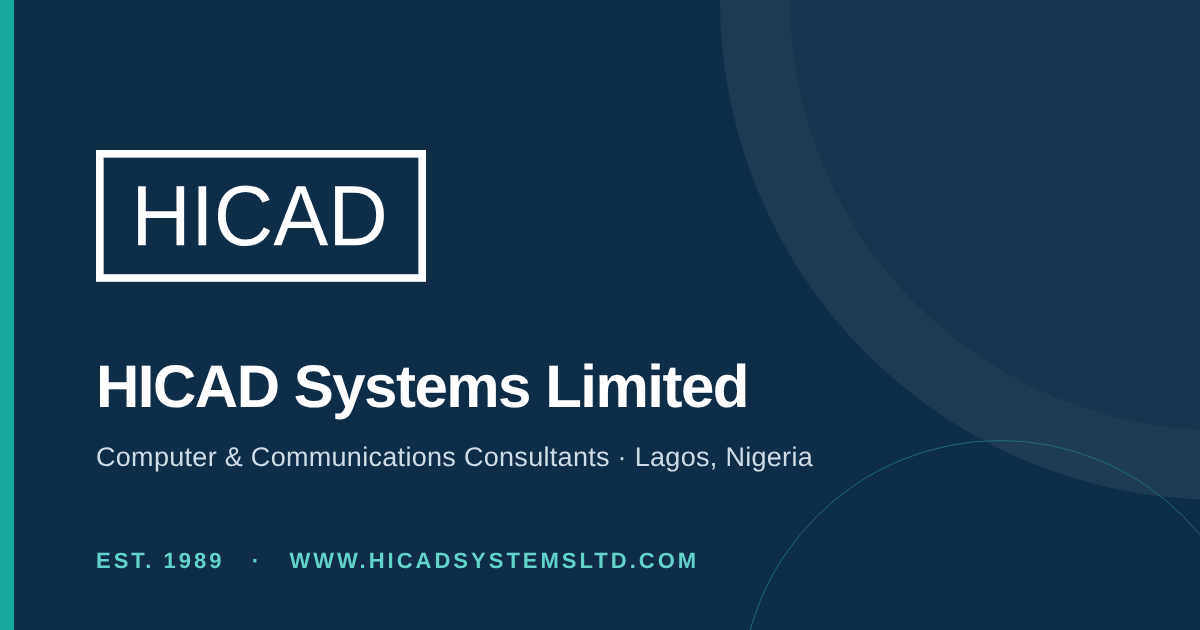 HICAD
HICAD Systems Limited
Computer & Communications Consultants · Lagos, Nigeria
EST. 1989 · WWW.HICADSYSTEMSLTD.COM